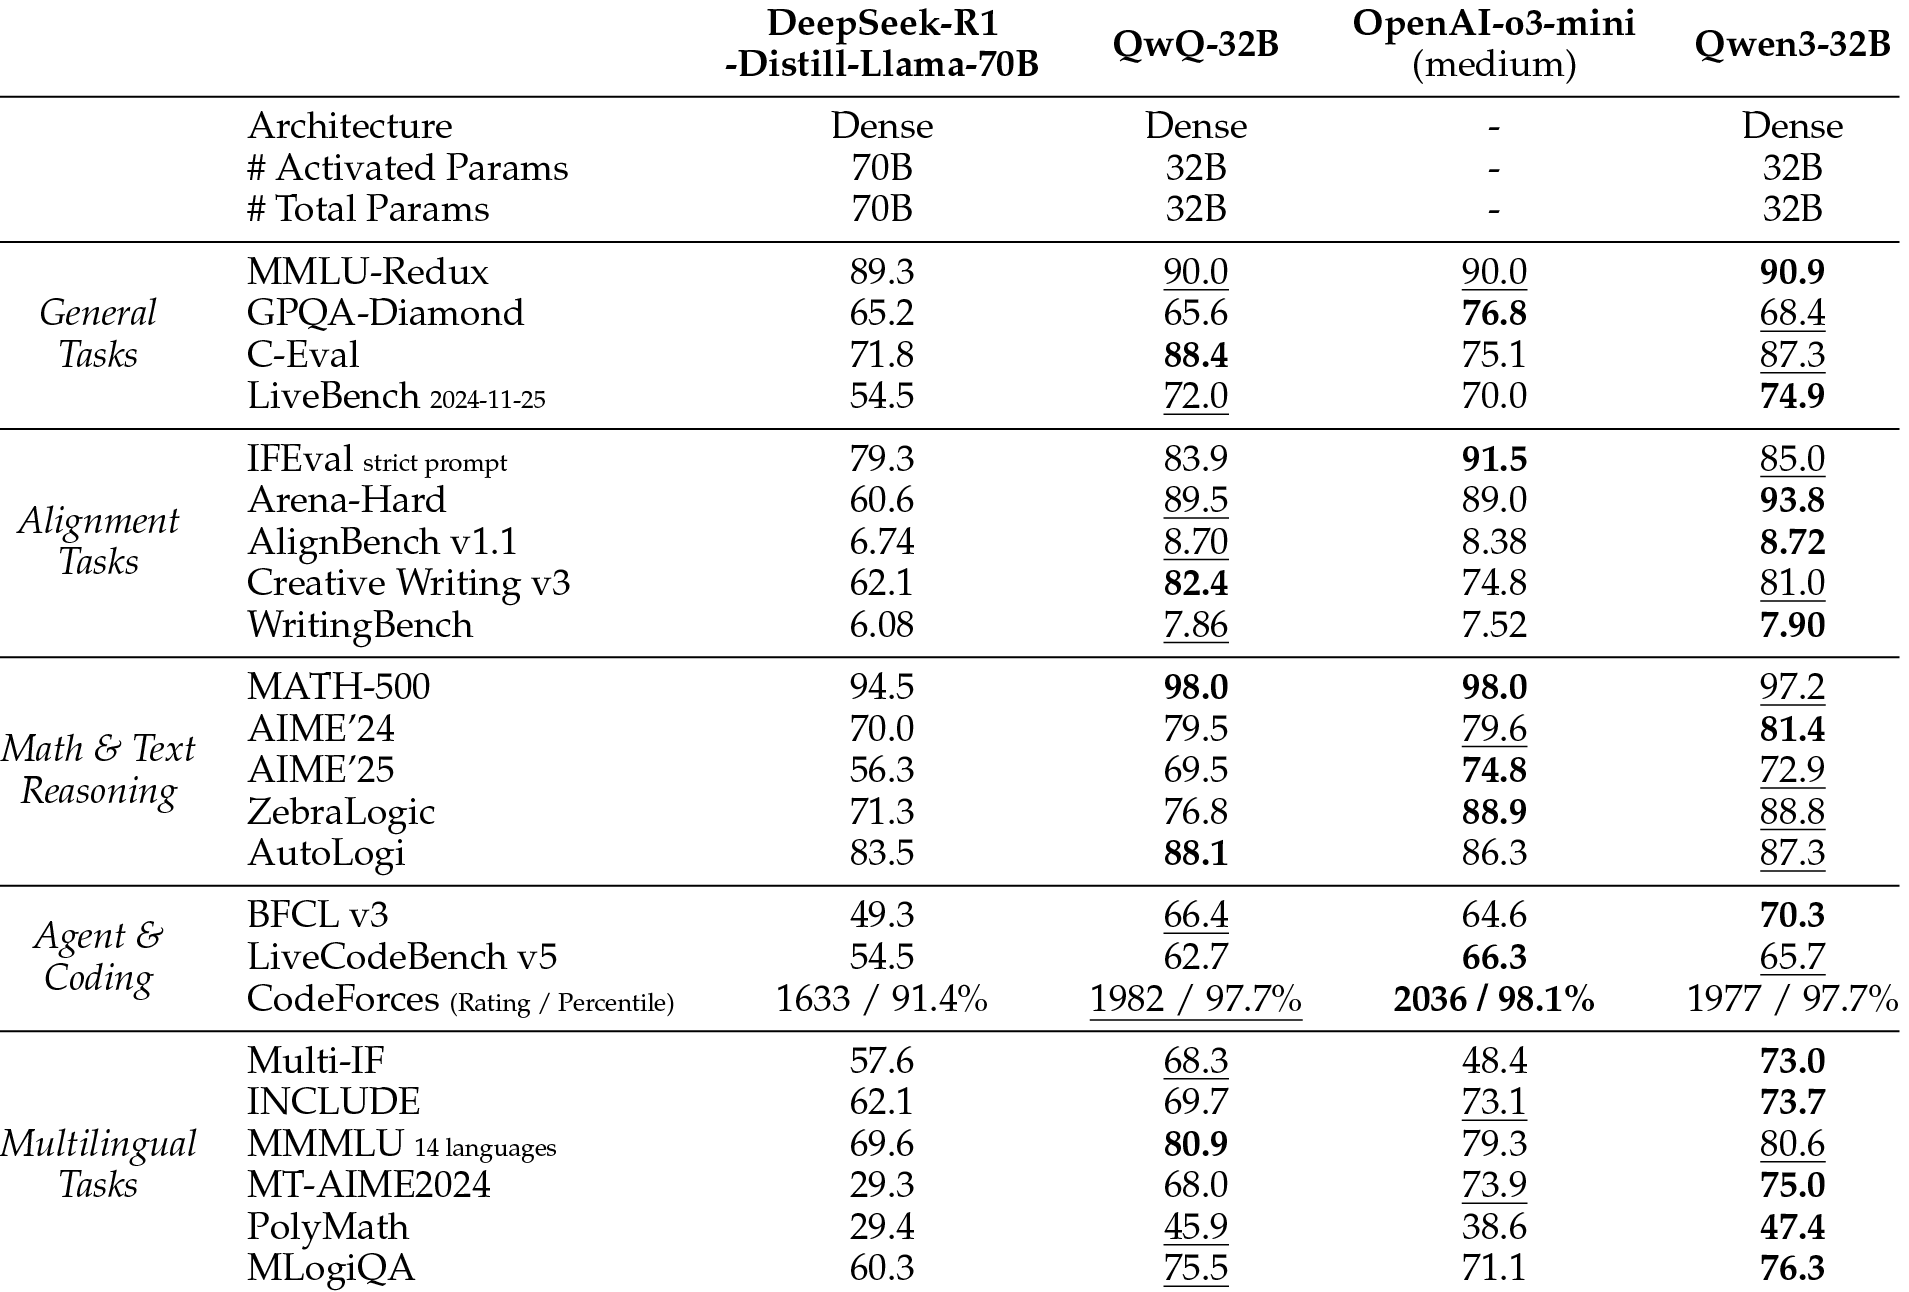 DeepSeek-R1 -Distill-Llama-70B QwQ-32B OpenAI-o3-mini (medium) Qwen3-32B
Architecture Dense Dense - Dense
# Activated Params 70B 32B - 32B
# Total Params 70B 32B - 32B
General Tasks
MMLU-Redux 89.3 90.0 90.0 90.9
GPQA-Diamond 65.2 65.6 76.8 68.4
C-Eval 71.8 88.4 75.1 87.3
LiveBench 2024-11-25 54.5 72.0 70.0 74.9
Alignment Tasks
IFEval strict prompt 79.3 83.9 91.5 85.0
Arena-Hard 60.6 89.5 89.0 93.8
AlignBench v1.1 6.74 8.70 8.38 8.72
Creative Writing v3 62.1 82.4 74.8 81.0
WritingBench 6.08 7.86 7.52 7.90
Math & Text Reasoning
MATH-500 94.5 98.0 98.0 97.2
AIME’24 70.0 79.5 79.6 81.4
AIME’25 56.3 69.5 74.8 72.9
ZebraLogic 71.3 76.8 88.9 88.8
AutoLogi 83.5 88.1 86.3 87.3
Agent & Coding
BFCL v3 49.3 66.4 64.6 70.3
LiveCodeBench v5 54.5 62.7 66.3 65.7
CodeForces (Rating / Percentile) 1633 / 91.4% 1982 / 97.7% 2036 / 98.1% 1977 / 97.7%
Multilingual Tasks
Multi-IF 57.6 68.3 48.4 73.0
INCLUDE 62.1 69.7 73.1 73.7
MMMLU 14 languages 69.6 80.9 79.3 80.6
MT-AIME2024 29.3 68.0 73.9 75.0
PolyMath 29.4 45.9 38.6 47.4
MLogiQA 60.3 75.5 71.1 76.3